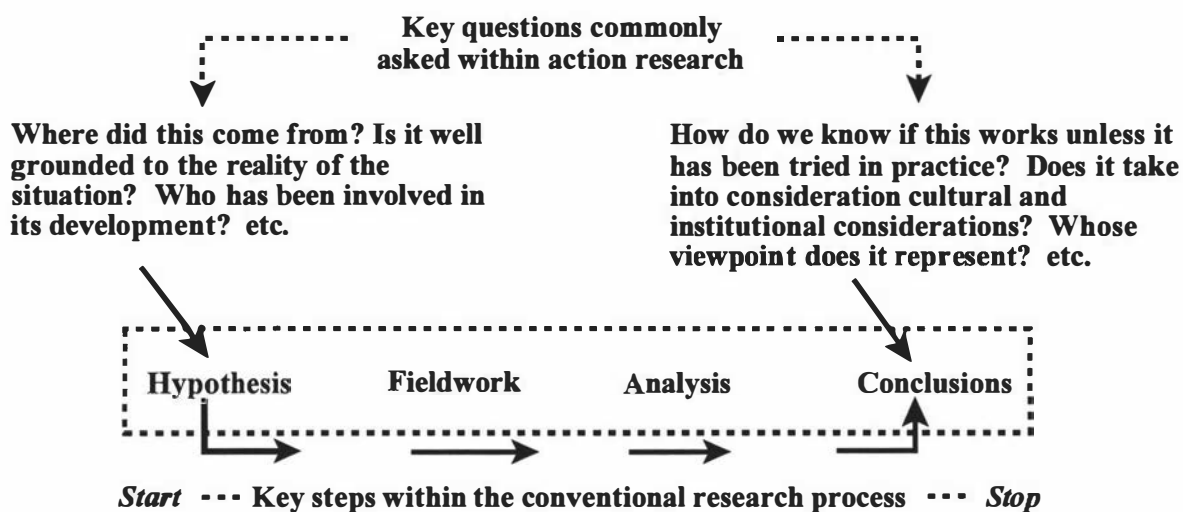 Key questions commonly
asked within action research
Where did this come from? Is it well
grounded to the reality of the
situation? Who has been involved in
its development? etc.
How do we know if this works unless it
has been tried in practice? Does it take
into consideration cultural and
institutional considerations? Whose
viewpoint does it represent? etc.
Hypothesis Fieldwork Analysis Conclusions
Start --- Key steps within the conventional research process --- Stop